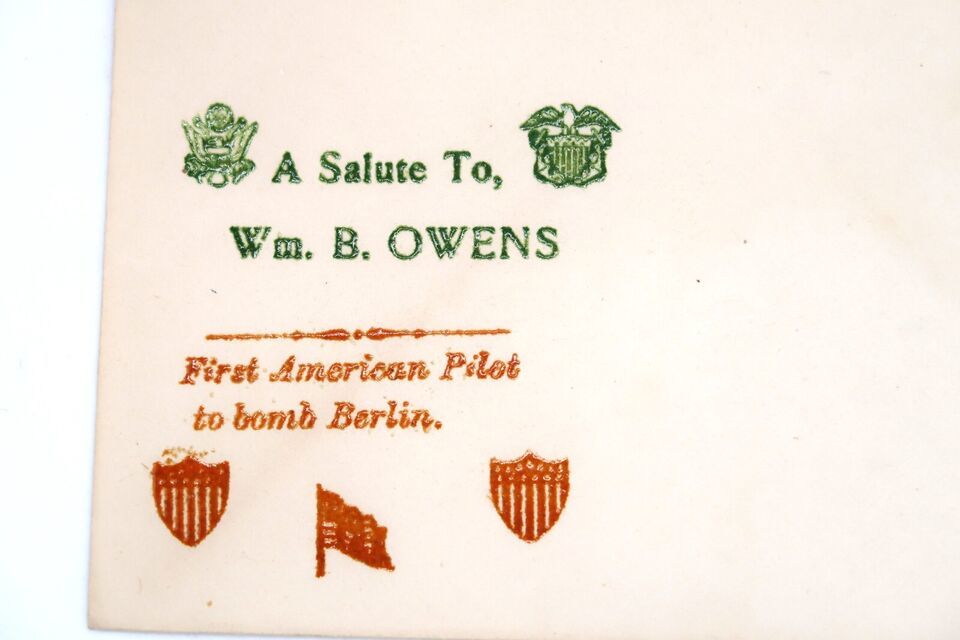 A Salute To,
Wm. B. OWENS
First American Pilot
to bomb Berlin.